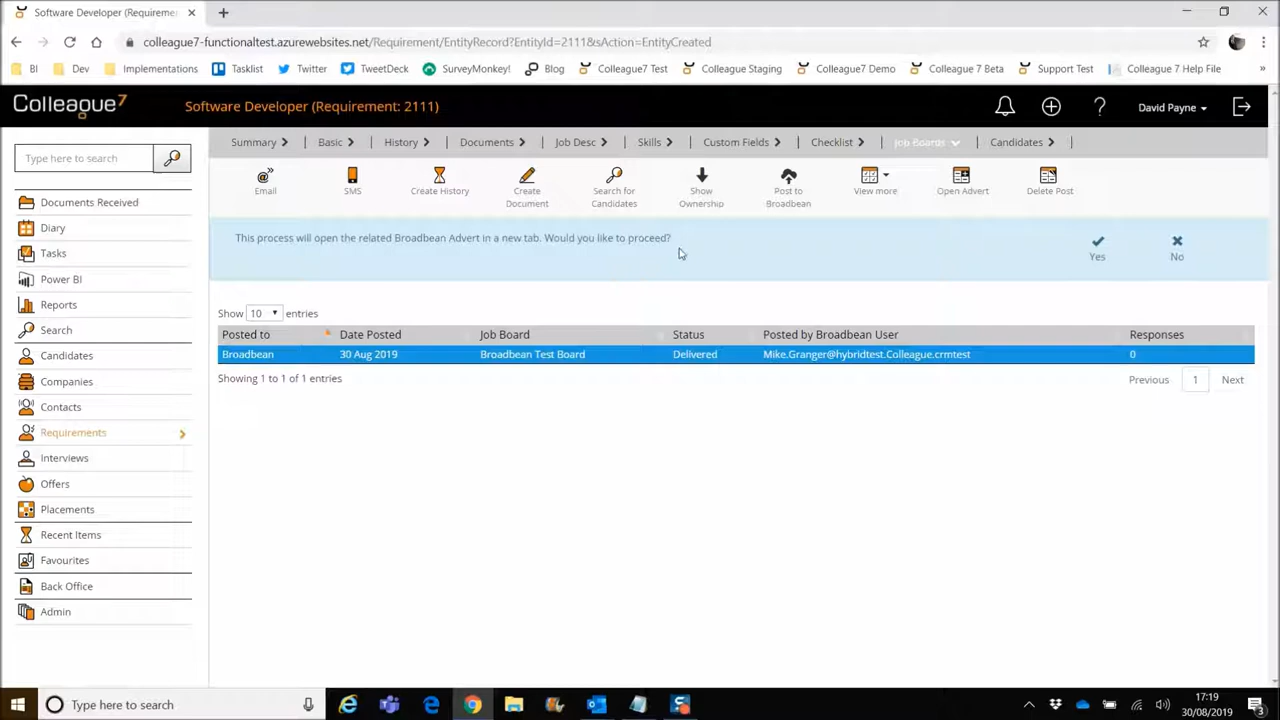 Software Developer (Requireme
colleague7-functionaltest.azurewebsites.net/Requirement/EntityRecord?EntityId=2111&sAction=EntityCreated
BI Dev Implementations Tasklist Twitter TweetDeck SurveyMonkey! Blog Colleague7 Test Colleague Staging Colleague7 Demo Colleague 7 Beta Support Test Colleague 7 Help File »
Colleague7 Software Developer (Requirement: 2111) David Payne
Summary Basic History Documents Job Desc Skills Custom Fields Checklist Job Boards Candidates
Type here to search
Email SMS Create History Create Document Search for Candidates Show Ownership Post to Broadbean View more Open Advert Delete Post
Documents Received
Diary
Tasks
Power BI
Reports
Search
Candidates
Companies
Contacts
Requirements
Interviews
Offers
Placements
Recent Items
Favourites
Back Office
Admin
This process will open the related Broadbean Advert in a new tab. Would you like to proceed?
Yes No
Show 10 entries
Posted to Date Posted Job Board Status Posted by Broadbean User Responses
Broadbean 30 Aug 2019 Broadbean Test Board Delivered Mike.Granger@hybridtest.Colleague.crmtest 0
Showing 1 to 1 of 1 entries
Previous 1 Next
Type here to search
17:19
30/08/2019
3